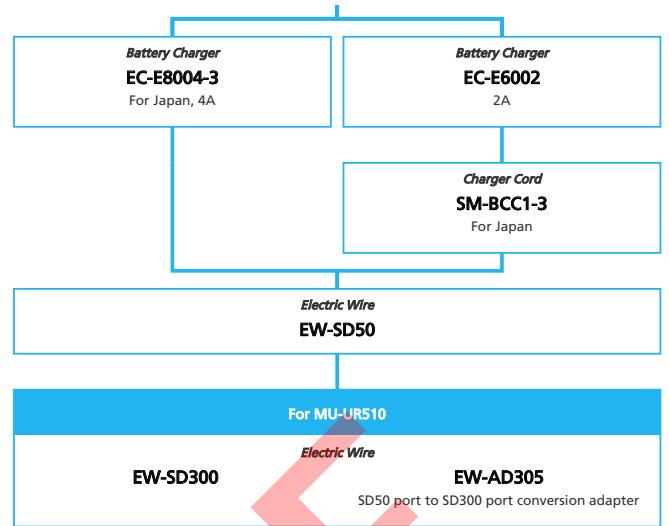 Battery Charger
EC-E8004-3
For Japan, 4A
Battery Charger
EC-E6002
2A
Charger Cord
SM-BCC1-3
For Japan
Electric Wire
EW-SD50
For MU-UR510
Electric Wire
EW-SD300
EW-AD305
SD50 port to SD300 port conversion adapter